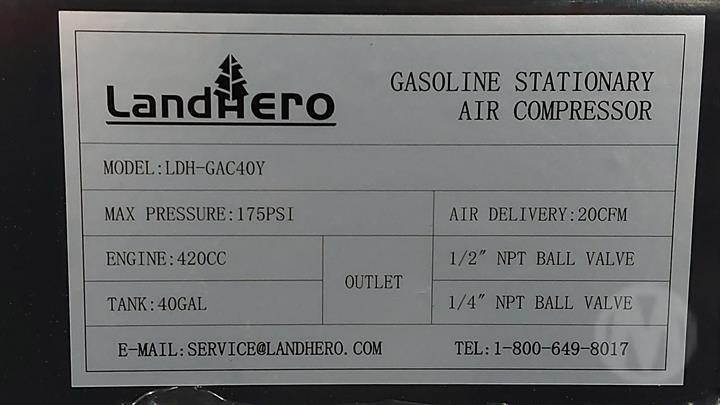 LandHero
GASOLINE STATIONARY
AIR COMPRESSOR
MODEL:LDH-GAC40Y
MAX PRESSURE:175PSI
AIR DELIVERY:20CFM
ENGINE:420CC
TANK:40GAL
OUTLET
1/2″ NPT BALL VALVE
1/4″ NPT BALL VALVE
E-MAIL:SERVICE@LANDHERO.COM
TEL:1-800-649-8017